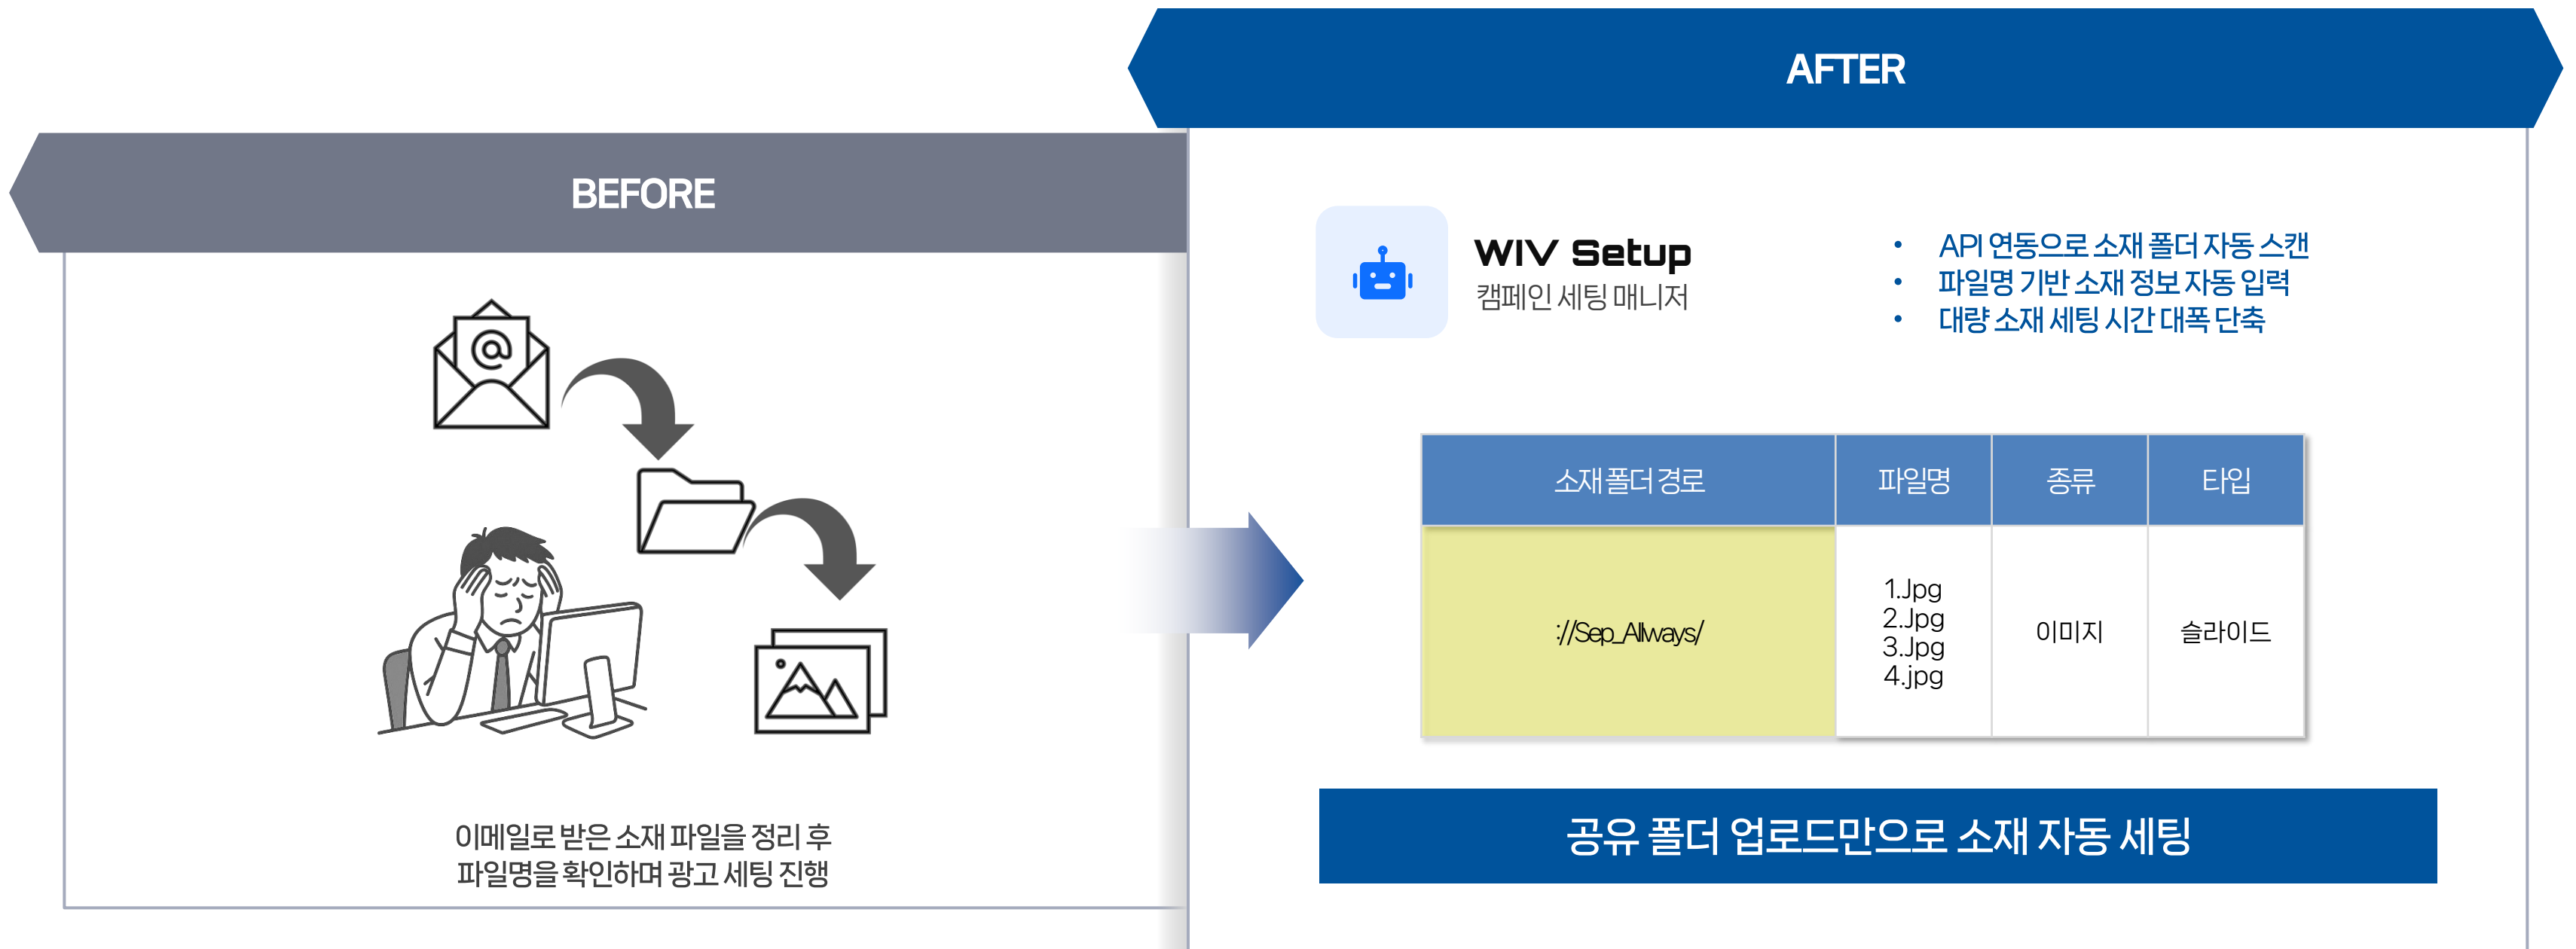 AFTER
BEFORE
@
이메일로 받은 소재 파일을 정리 후
파일명을 확인하며 광고 세팅 진행
WIV Setup
캠페인 세팅 매니저
• API 연동으로 소재 폴더 자동 스캔
• 파일명 기반 소재 정보 자동 입력
• 대량 소재 세팅 시간 대폭 단축
소재 폴더 경로 파일명 종류 타입
://Sep_Allways/
1.Jpg
2.Jpg
3.Jpg
4.jpg
이미지
슬라이드
공유 폴더 업로드만으로 소재 자동 세팅